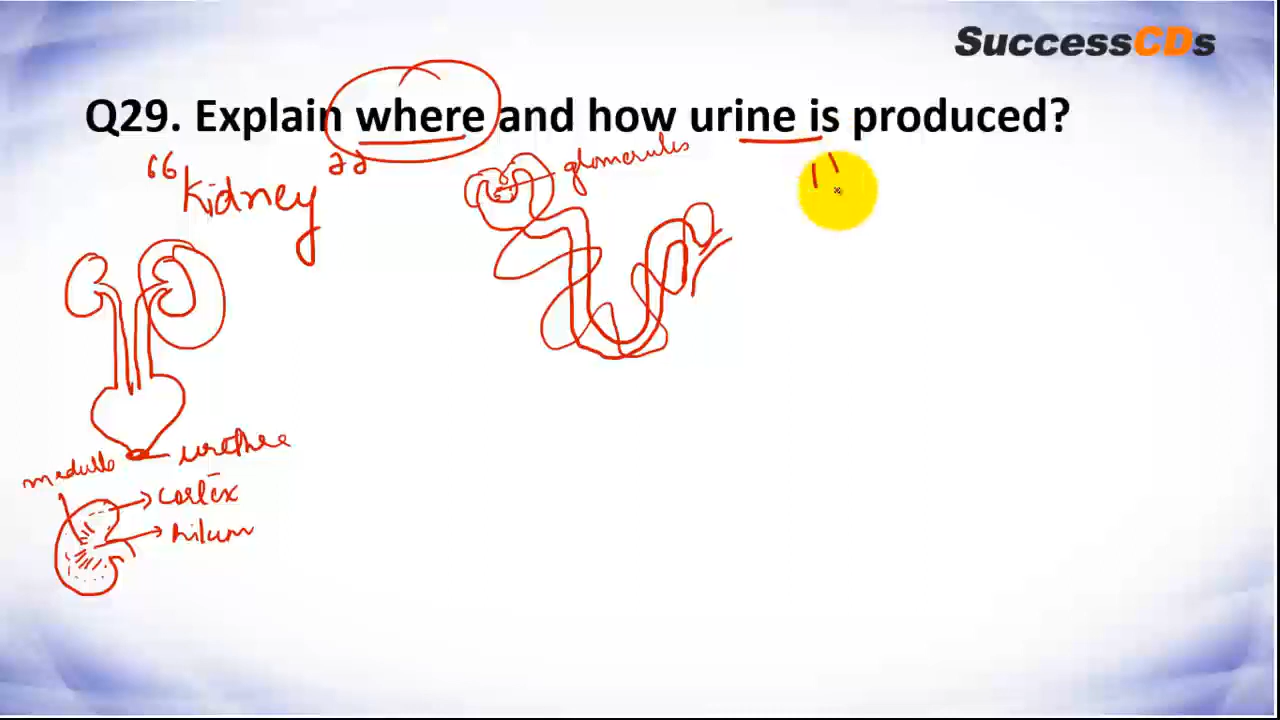 SuccessCDs
Q29. Explain where and how urine is produced?
"Kidney"
glomerulus
urethra
medulla
cortex
hilum